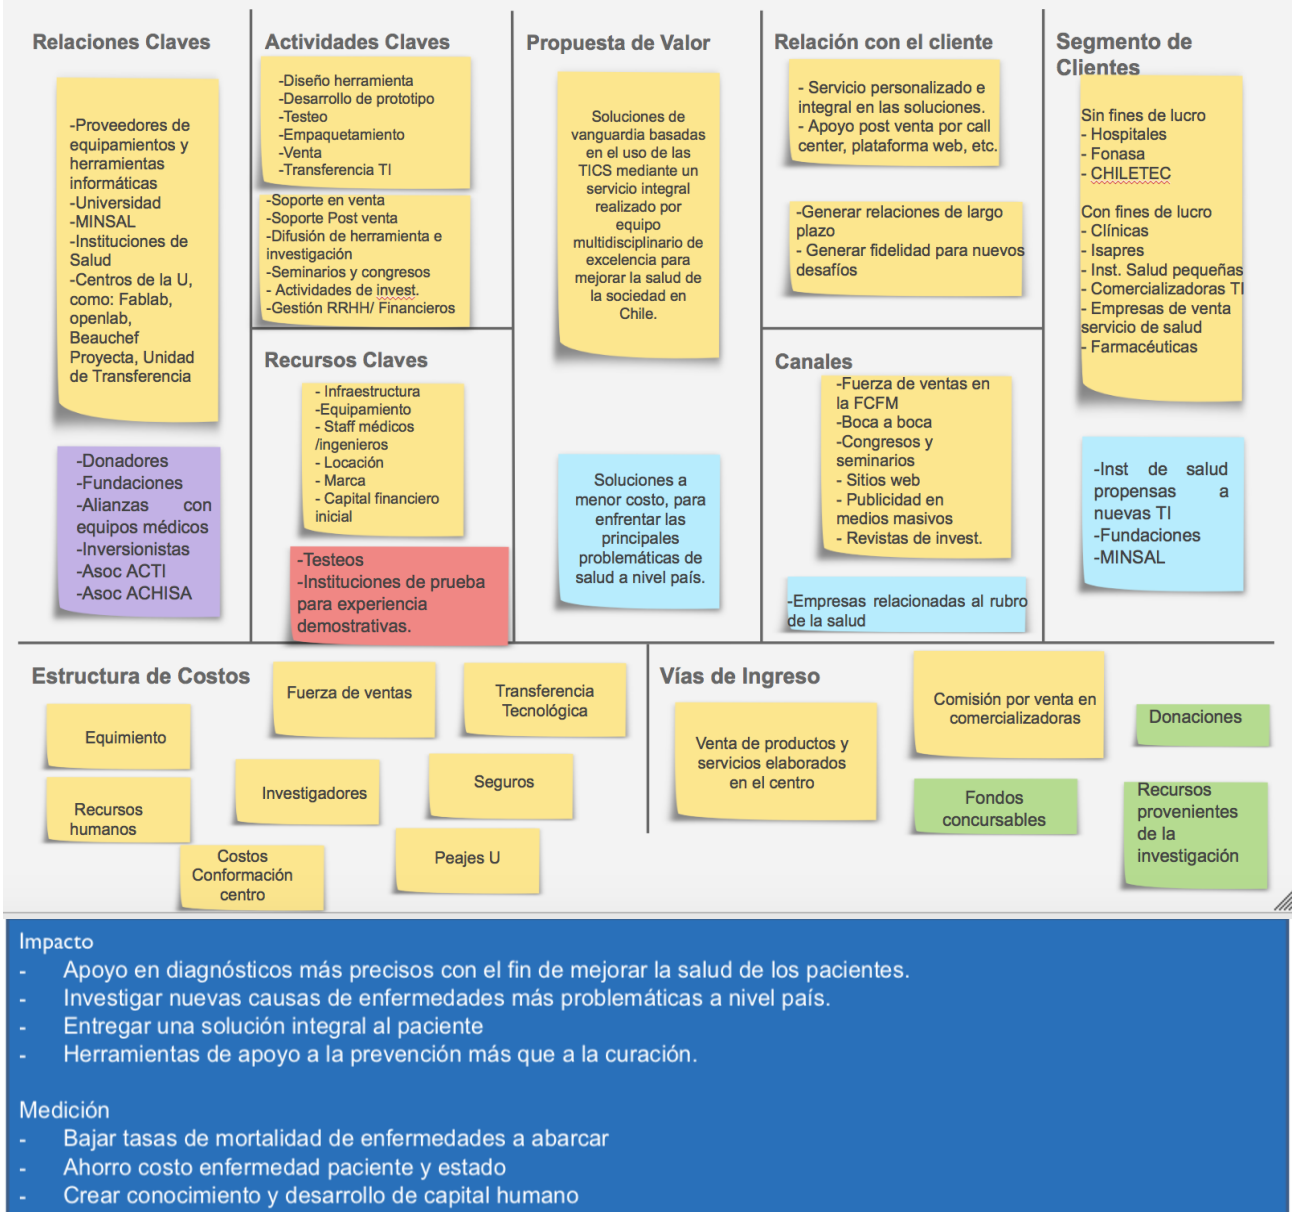 Relaciones Claves
-Proveedores de
equipamientos y
herramientas
informáticas
-Universidad
-MINSAL
-Instituciones de
Salud
-Centros de la U,
como: Fablab,
openlab,
Beauchef
Proyecta, Unidad
de Transferencia
-Donadores
-Fundaciones
-Alianzas con
equipos médicos
-Inversionistas
-Asoc ACTI
-Asoc ACHISA
Actividades Claves
-Diseño herramienta
-Desarrollo de prototipo
-Testeo
-Empaquetamiento
-Venta
-Transferencia TI
-Soporte en venta
-Soporte Post venta
-Difusión de herramienta e
investigación
-Seminarios y congresos
- Actividades de invest.
-Gestión RRHH/ Financieros
Recursos Claves
- Infraestructura
-Equipamiento
- Staff médicos
/ingenieros
- Locación
- Marca
- Capital financiero
inicial
-Testeos
-Instituciones de prueba
para experiencia
demostrativas.
Propuesta de Valor
Soluciones de
vanguardia basadas
en el uso de las
TICS mediante un
servicio integral
realizado por
equipo
multidisciplinario de
excelencia para
mejorar la salud de
la sociedad en
Chile.
Soluciones a
menor costo, para
enfrentar las
principales
problemáticas de
salud a nivel país.
Relación con el cliente
- Servicio personalizado e
integral en las soluciones.
- Apoyo post venta por call
center, plataforma web, etc.
-Generar relaciones de largo
plazo
- Generar fidelidad para nuevos
desafíos
Canales
-Fuerza de ventas en
la FCFM
-Boca a boca
-Congresos y
seminarios
- Sitios web
- Publicidad en
medios masivos
- Revistas de invest.
-Empresas relacionadas al rubro
de la salud
Segmento de
Clientes
Sin fines de lucro
- Hospitales
- Fonasa
- CHILETEC
Con fines de lucro
- Clínicas
- Isapres
- Inst. Salud pequeñas
- Comercializadoras TI
- Empresas de venta
servicio de salud
- Farmacéuticas
-Inst de salud
propensas a
nuevas TI
-Fundaciones
-MINSAL
Estructura de Costos
Equimiento
Fuerza de ventas
Transferencia
Tecnológica
Recursos
humanos
Investigadores
Seguros
Costos
Conformación
centro
Peajes U
Vías de Ingreso
Venta de productos y
servicios elaborados
en el centro
Comisión por venta en
comercializadoras
Donaciones
Fondos
concursables
Recursos
provenientes
de la
investigación
Impacto
- Apoyo en diagnósticos más precisos con el fin de mejorar la salud de los pacientes.
- Investigar nuevas causas de enfermedades más problemáticas a nivel país.
- Entregar una solución integral al paciente
- Herramientas de apoyo a la prevención más que a la curación.
Medición
- Bajar tasas de mortalidad de enfermedades a abarcar
- Ahorro costo enfermedad paciente y estado
- Crear conocimiento y desarrollo de capital humano